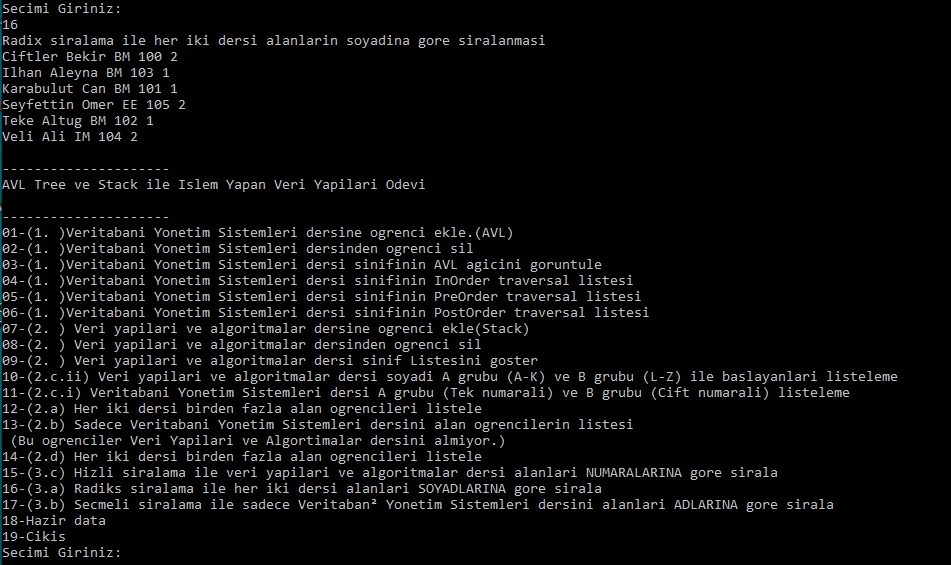 Secimi Giriniz:
16
Radix siralama ile her iki dersi alanlarin soyadina gore siralanmasi
Ciftler Bekir BM 100 2
Ilhan Aleyna BM 103 1
Karabulut Can BM 101 1
Seyfettin Omer EE 105 2
Teke Altug BM 102 1
Veli Ali IM 104 2
---------------------
AVL Tree ve Stack ile Islem Yapan Veri Yapilari Odevi
---------------------
01-(1. )Veritabani Yonetim Sistemleri dersine ogrenci ekle.(AVL)
02-(1. )Veritabani Yonetim Sistemleri dersinden ogrenci sil
03-(1. )Veritabani Yonetim Sistemleri dersi sinifinin AVL agicini goruntule
04-(1. )Veritabani Yonetim Sistemleri dersi sinifinin InOrder traversal listesi
05-(1. )Veritabani Yonetim Sistemleri dersi sinifinin PreOrder traversal listesi
06-(1. )Veritabani Yonetim Sistemleri dersi sinifinin PostOrder traversal listesi
07-(2. ) Veri yapilari ve algoritmalar dersine ogrenci ekle(Stack)
08-(2. ) Veri yapilari ve algoritmalar dersinden ogrenci sil
09-(2. ) Veri yapilari ve algoritmalar dersi sinif Listesini goster
10-(2.c.ii) Veri yapilari ve algoritmalar dersi soyadi A grubu (A-K) ve B grubu (L-Z) ile baslayanlari listeleme
11-(2.c.i) Veritabani Yonetim Sistemleri dersi A grubu (Tek numarali) ve B grubu (Cift numarali) listeleme
12-(2.a) Her iki dersi birden fazla alan ogrencileri listele
13-(2.b) Sadece Veritabani Yonetim Sistemleri dersini alan ogrencilerin listesi
(Bu ogrenciler Veri Yapilari ve Algortimalar dersini almiyor.)
14-(2.d) Her iki dersi birden fazla alan ogrencileri listele
15-(3.c) Hizli siralama ile veri yapilari ve algoritmalar dersi alanlari NUMARALARINA gore sirala
16-(3.a) Radiks siralama ile her iki dersi alanlari SOYADLARINA gore sirala
17-(3.b) Secmeli siralama ile sadece Veritaban² Yonetim Sistemleri dersini alanlari ADLARINA gore sirala
18-Hazir data
19-Cikis
Secimi Giriniz: